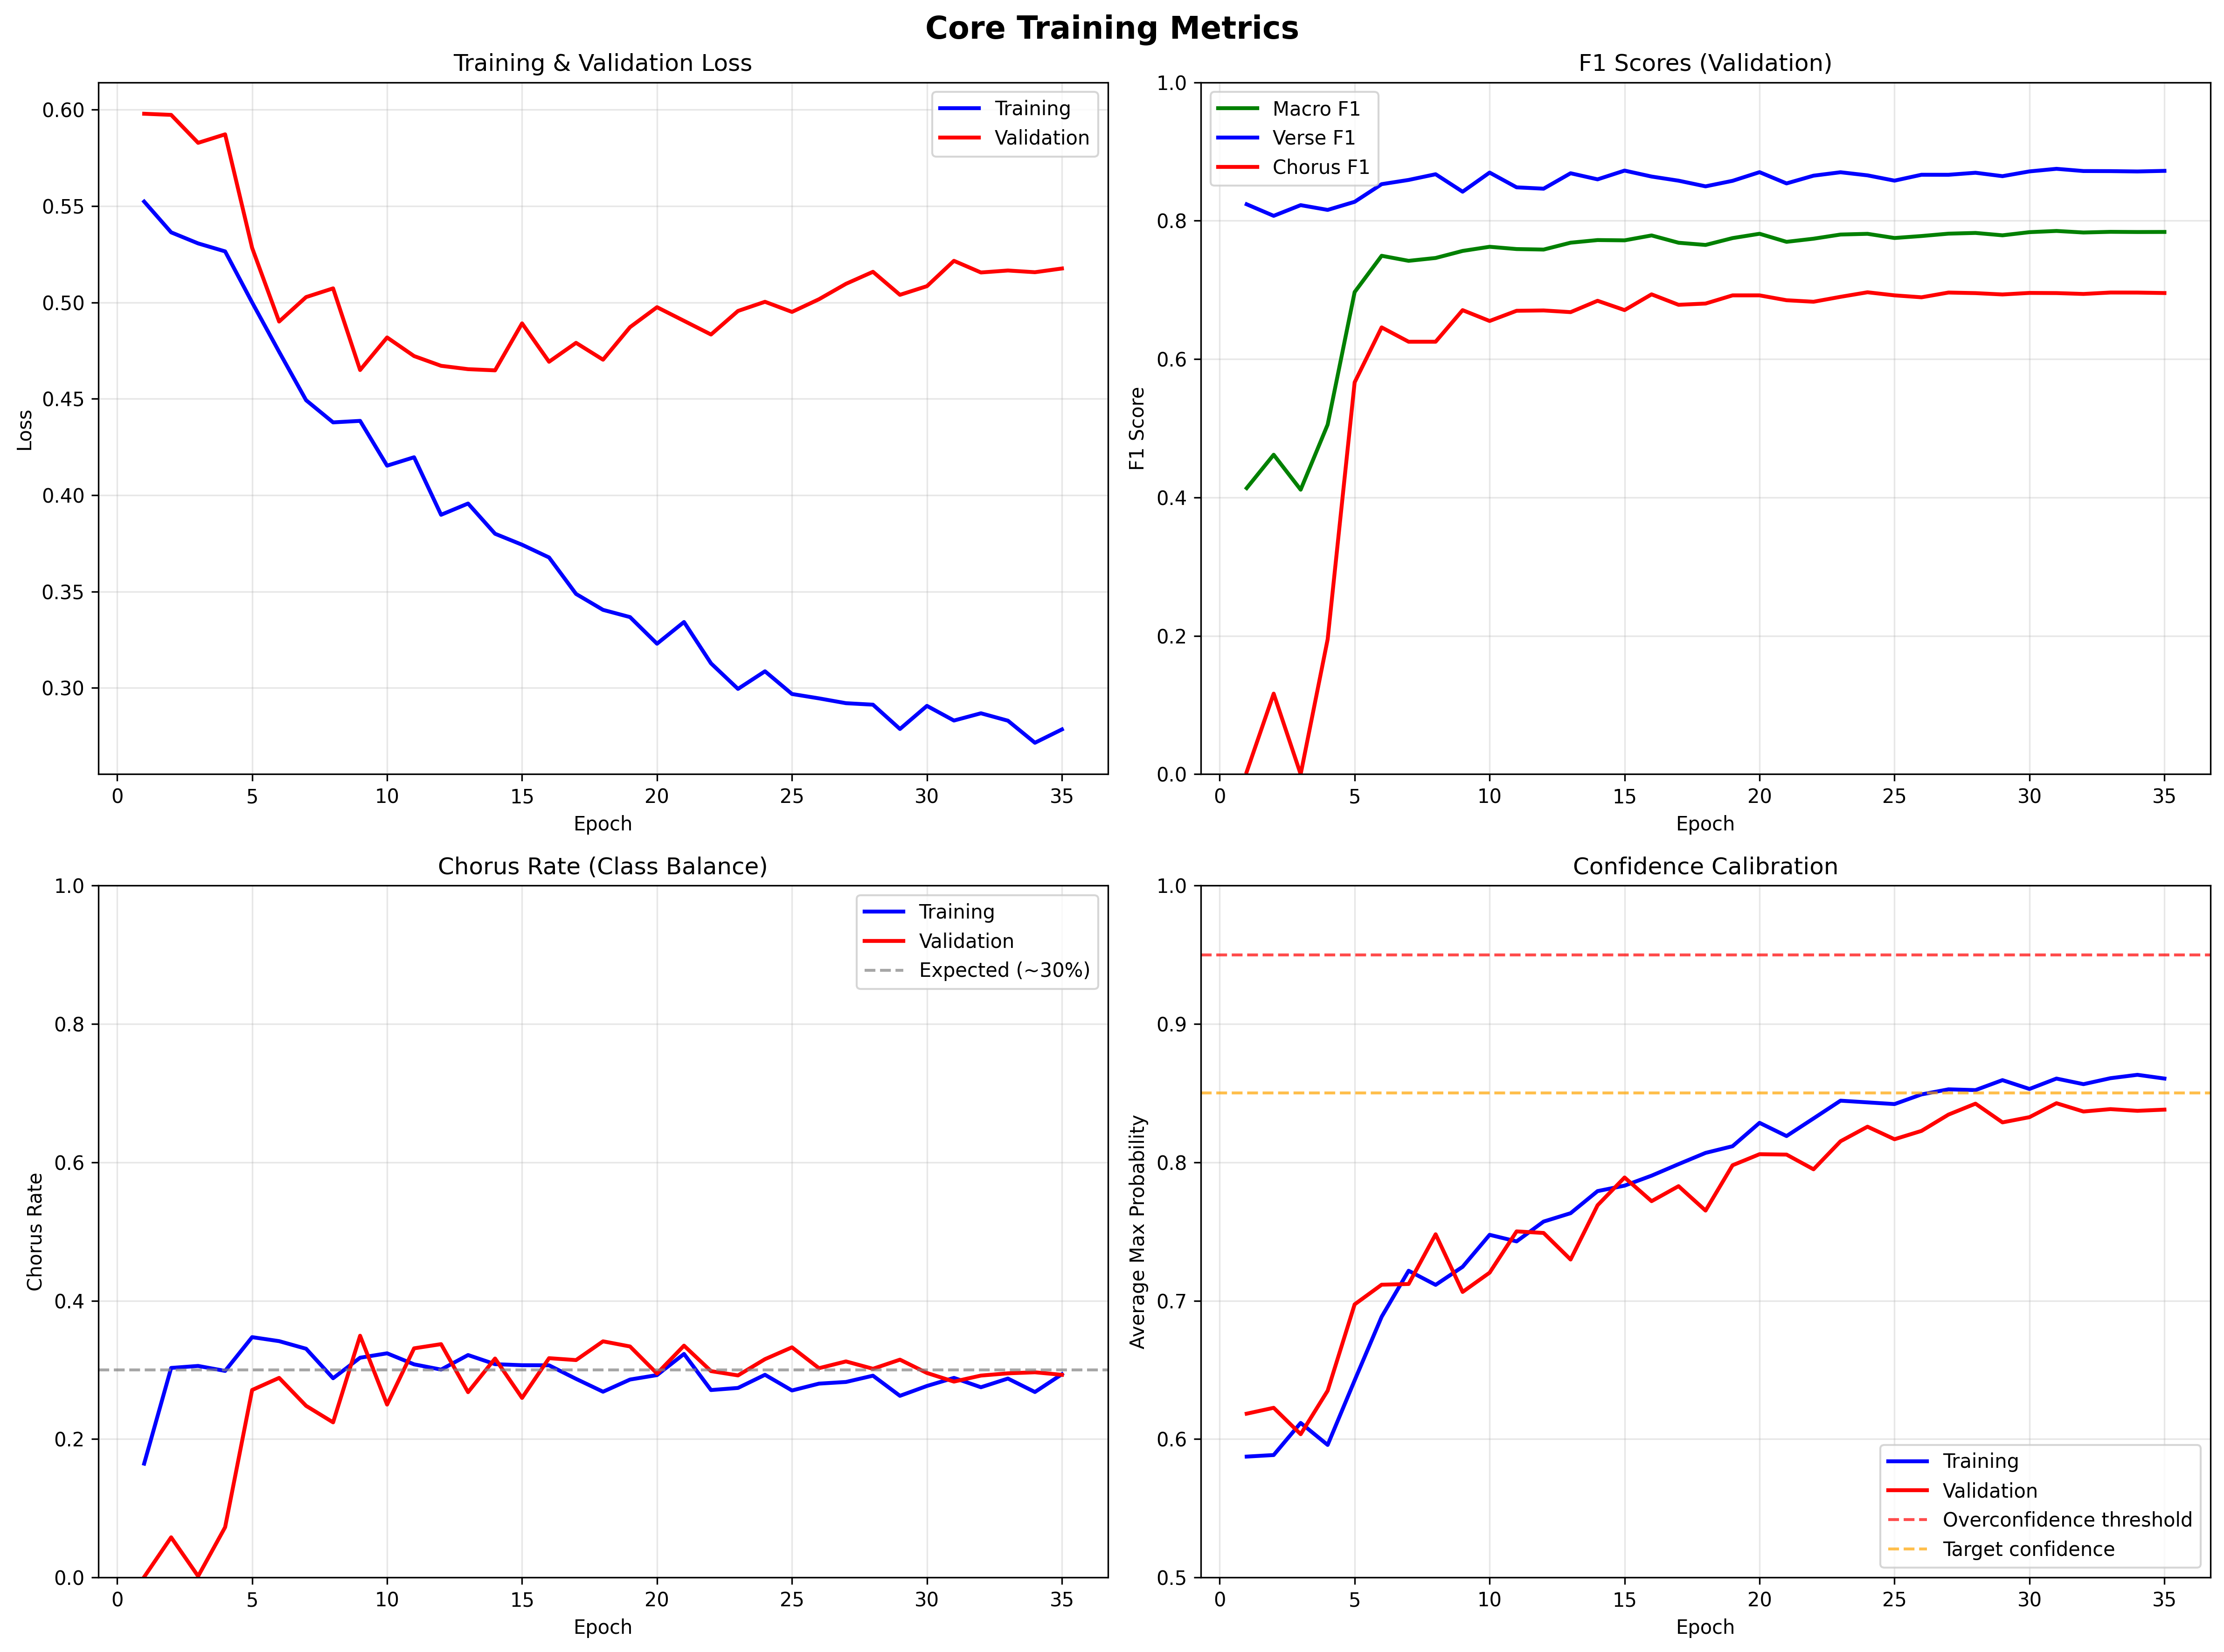 Core Training Metrics
Training & Validation Loss
Training
Validation
0.60
0.55
0.50
0.45
0.40
0.35
0.30
Loss
0 5 10 15 20 25 30 35
Epoch
F1 Scores (Validation)
Macro F1
Verse F1
Chorus F1
1.0
0.8
0.6
0.4
0.2
0.0
F1 Score
0 5 10 15 20 25 30 35
Epoch
Chorus Rate (Class Balance)
Training
Validation
Expected (~30%)
1.0
0.8
0.6
0.4
0.2
0.0
Chorus Rate
0 5 10 15 20 25 30 35
Epoch
Confidence Calibration
1.0
0.9
0.8
0.7
0.6
0.5
Average Max Probability
Training
Validation
Overconfidence threshold
Target confidence
0 5 10 15 20 25 30 35
Epoch